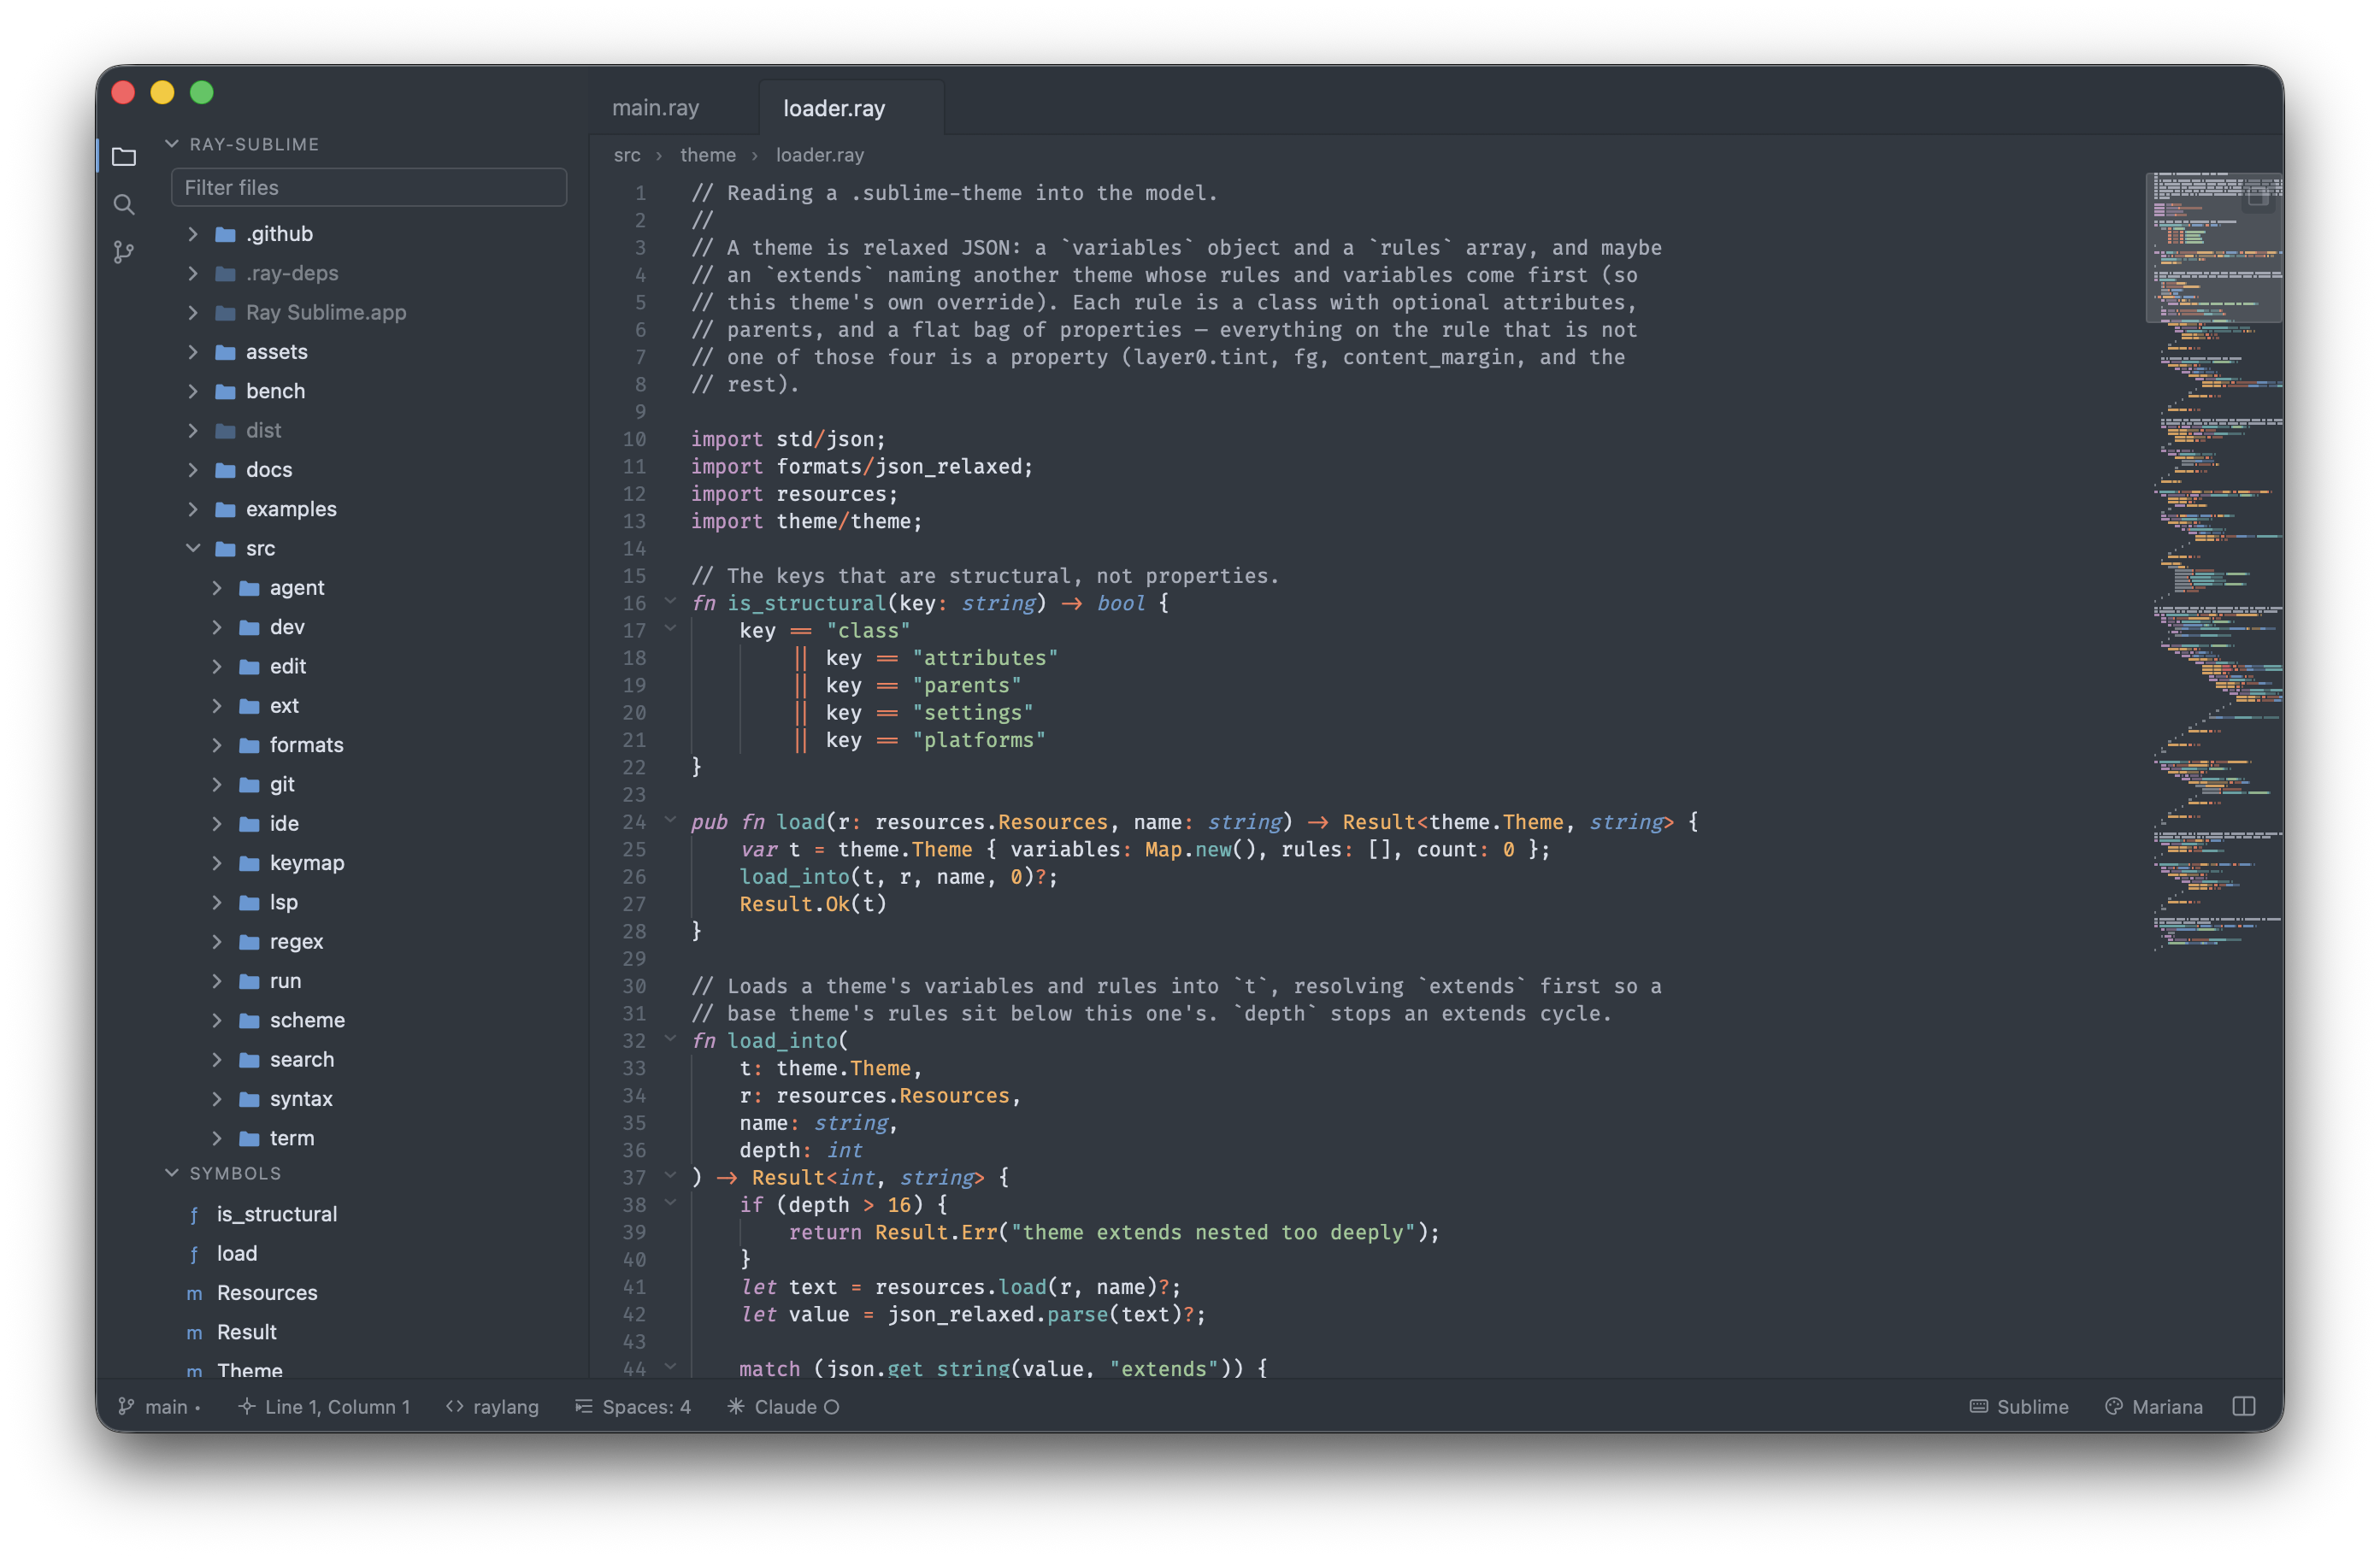 main.ray
loader.ray
RAY-SUBLIME
Filter files
.github
.ray-deps
Ray Sublime.app
assets
bench
dist
docs
examples
src
agent
dev
edit
ext
formats
git
ide
keymap
lsp
regex
run
scheme
search
syntax
term
SYMBOLS
ƒ is_structural
ƒ load
m Resources
m Result
m Theme
src › theme › loader.ray
1 // Reading a .sublime-theme into the model.
2 //
3 // A theme is relaxed JSON: a `variables` object and a `rules` array, and maybe
4 // an `extends` naming another theme whose rules and variables come first (so
5 // this theme's own override). Each rule is a class with optional attributes,
6 // parents, and a flat bag of properties — everything on the rule that is not
7 // one of those four is a property (layer0.tint, fg, content_margin, and the
8 // rest).
9
10 import std/json;
11 import formats/json_relaxed;
12 import resources;
13 import theme/theme;
14
15 // The keys that are structural, not properties.
16 fn is_structural(key: string) -> bool {
17     key == "class"
18         || key == "attributes"
19         || key == "parents"
20         || key == "settings"
21         || key == "platforms"
22 }
23
24 pub fn load(r: resources.Resources, name: string) -> Result<theme.Theme, string> {
25     var t = theme.Theme { variables: Map.new(), rules: [], count: 0 };
26     load_into(t, r, name, 0)?;
27     Result.Ok(t)
28 }
29
30 // Loads a theme's variables and rules into `t`, resolving `extends` first so a
31 // base theme's rules sit below this one's. `depth` stops an extends cycle.
32 fn load_into(
33     t: theme.Theme,
34     r: resources.Resources,
35     name: string,
36     depth: int
37 ) -> Result<int, string> {
38     if (depth > 16) {
39         return Result.Err("theme extends nested too deeply");
40     }
41     let text = resources.load(r, name)?;
42     let value = json_relaxed.parse(text)?;
43
44     match (json.get_string(value, "extends")) {
main •
Line 1, Column 1
raylang
Spaces: 4
Claude
Sublime
Mariana